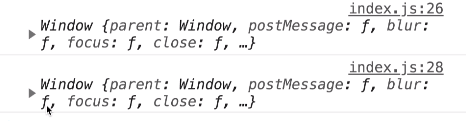 index.js:26
Window {parent: Window, postMessage: ƒ, blur:
ƒ, focus: ƒ, close: ƒ, …}
index.js:28
Window {parent: Window, postMessage: ƒ, blur:
ƒ, focus: ƒ, close: ƒ, …}